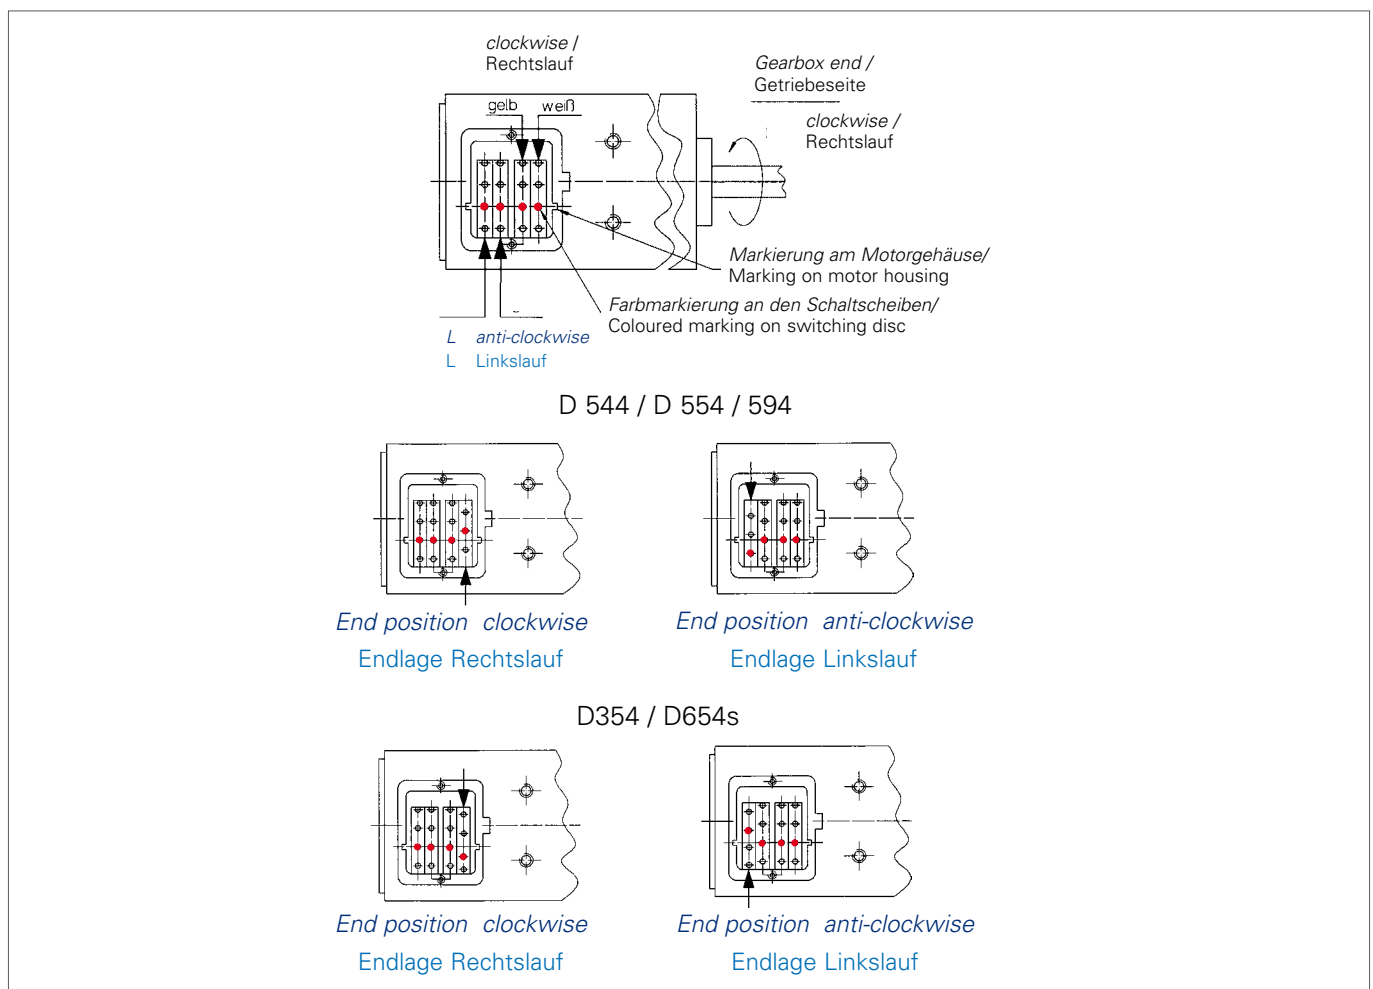 clockwise /
Rechtslauf
Gearbox end /
Getriebeseite
clockwise /
Rechtslauf
gelb weiß
Markierung am Motorgehäuse/
Marking on motor housing
Farbmarkierung an den Schaltscheiben/
Coloured marking on switching disc
L anti-clockwise
L Linkslauf
D 544 / D 554 / 594
End position clockwise
Endlage Rechtslauf
End position anti-clockwise
Endlage Linkslauf
D354 / D654s
End position clockwise
Endlage Rechtslauf
End position anti-clockwise
Endlage Linkslauf